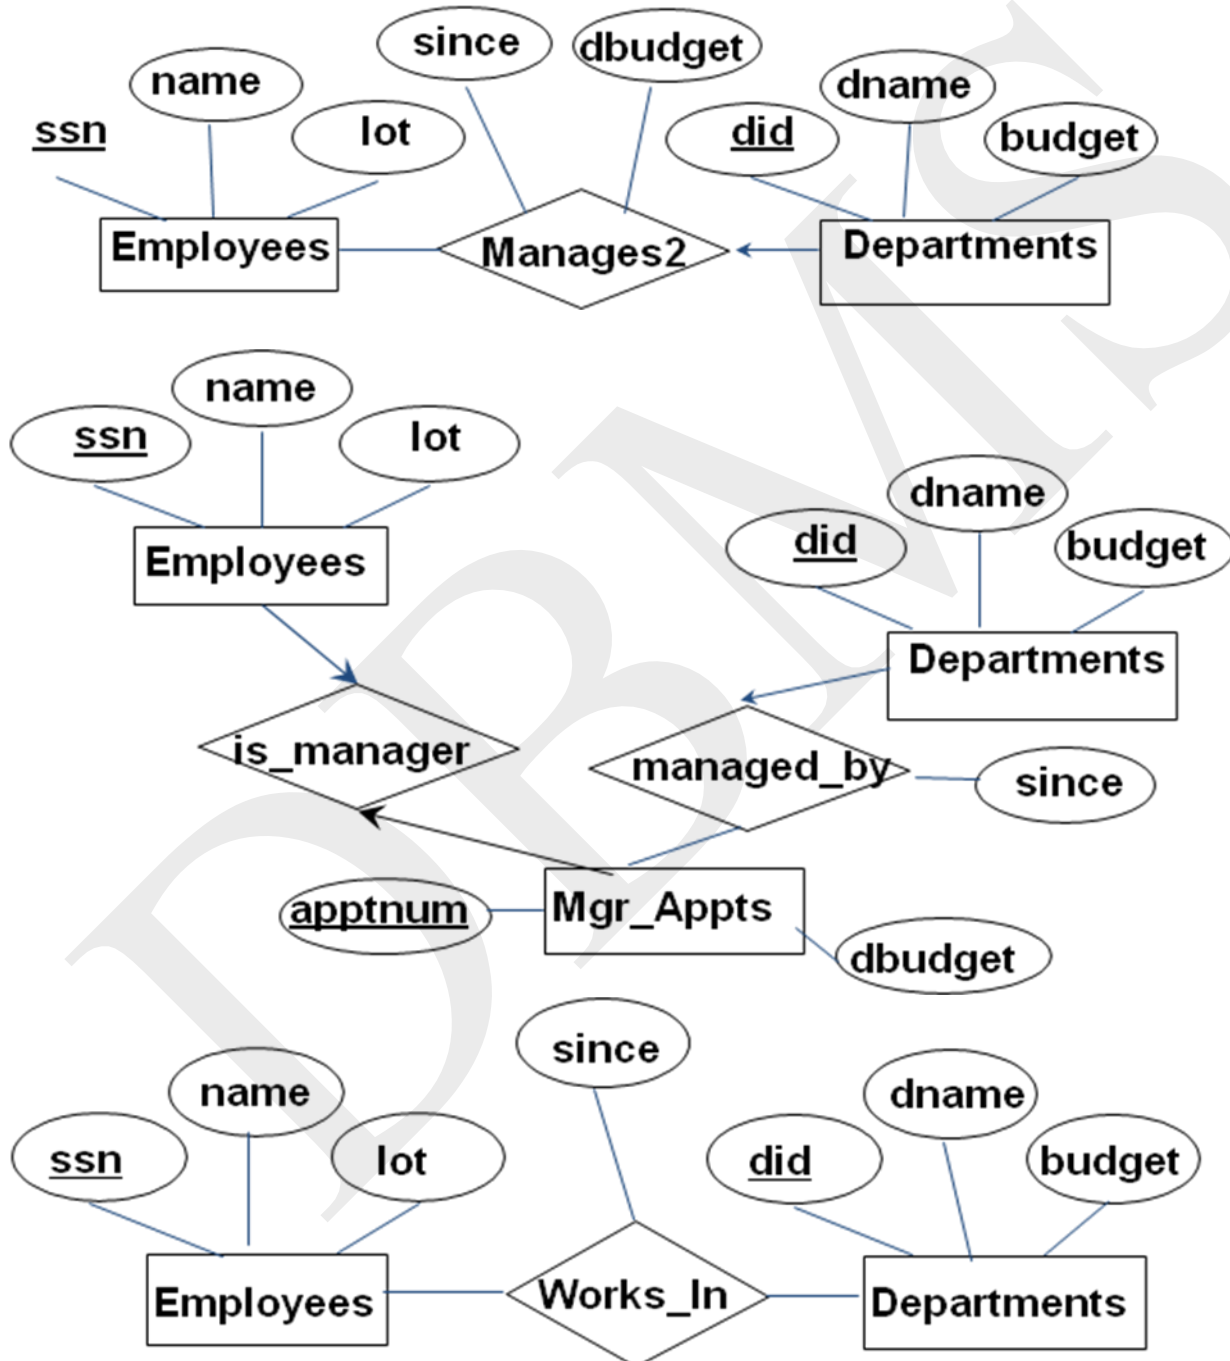 since
dbudget
name
dname
ssn
lot
did
budget
Employees
Manages2
Departments
name
ssn
lot
dname
did
budget
Employees
Departments
is_manager
managed_by
since
apptnum
Mgr_Appts
dbudget
since
name
dname
ssn
lot
did
budget
Employees
Works_In
Departments
DBMS